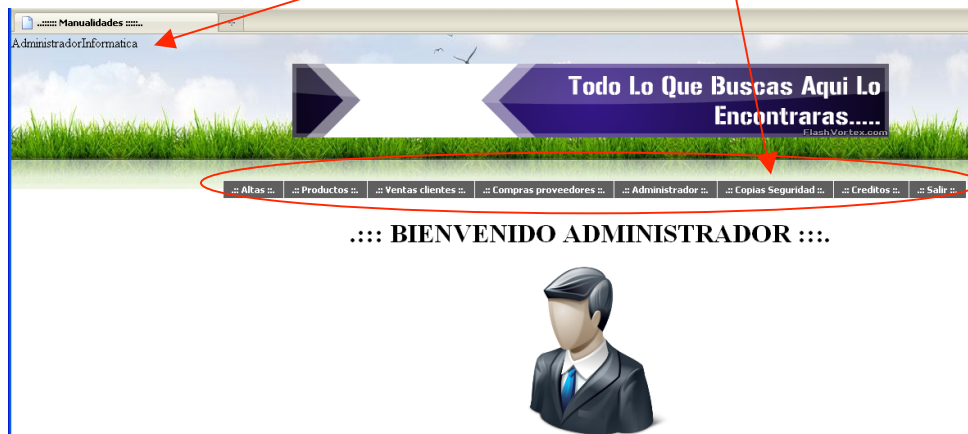 ..:::::: Manualidades :::::..
AdministradorInformatica
Todo Lo Que Buscas Aqui Lo
Encontraras.....
FlashVortex.com
.:: Altas ::. .:: Productos ::. .:: Ventas clientes ::. .:: Compras proveedores ::. .:: Administrador ::. .:: Copias Seguridad ::. .:: Creditos ::. .:: Salir ::.
.::: BIENVENIDO ADMINISTRADOR :::.